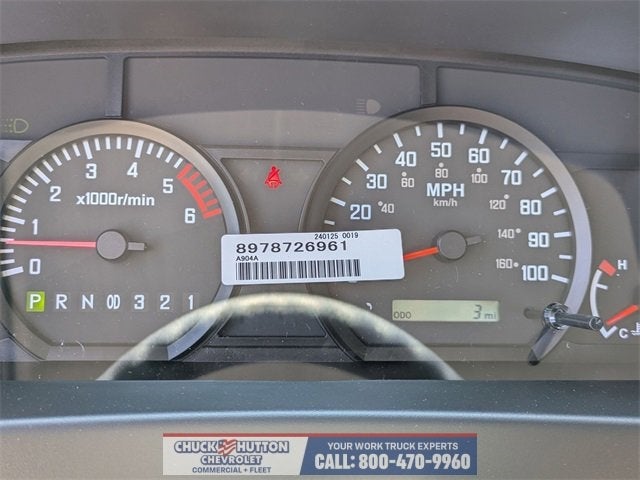 0
1
2
3
4
5
6
x1000r/min
P R N OD 3 2 1
240125 0019
8978726961
A904A
20
30
40
50
60
70
80
90
100
MPH
km/h
40
60
80
100
120
140
160
ODO 3 mi
H
C
CHUCK HUTTON
CHEVROLET
COMMERCIAL + FLEET
YOUR WORK TRUCK EXPERTS
CALL: 800-470-9960